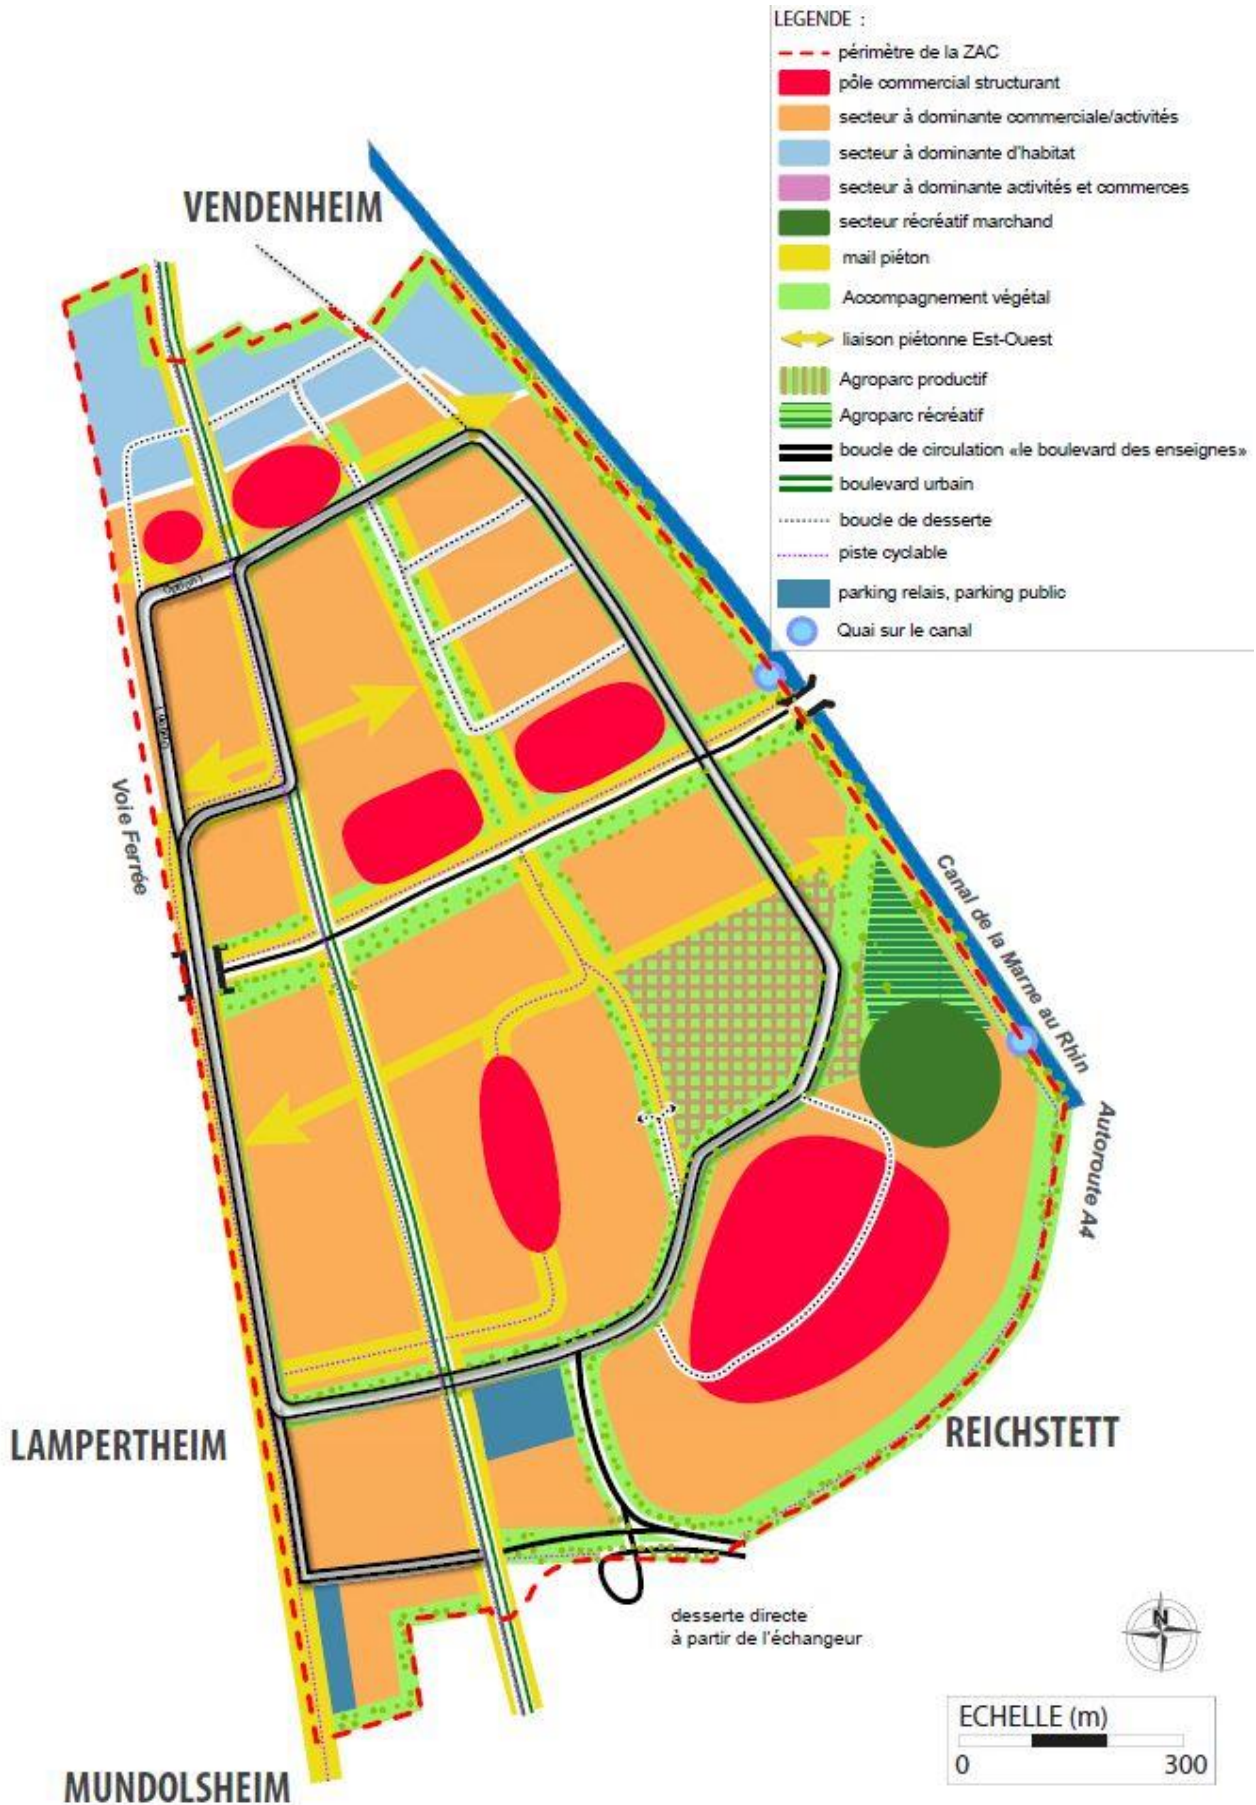 LEGENDE :
périmètre de la ZAC
pôle commercial structurant
secteur à dominante commerciale/activités
secteur à dominante d'habitat
secteur à dominante activités et commerces
secteur récréatif marchand
mail piéton
Accompagnement végétal
liaison piétonne Est-Ouest
Agroparc productif
Agroparc récréatif
boucle de circulation «le boulevard des enseignes»
boulevard urbain
boucle de desserte
piste cyclable
parking relais, parking public
Quai sur le canal
VENDENHEIM
Option 1
Voie Ferrée
Canal de la Marne au Rhin
Autoroute A4
LAMPERTHEIM
REICHSTETT
desserte directe
à partir de l'échangeur
N
ECHELLE (m)
0 300
MUNDOLSHEIM